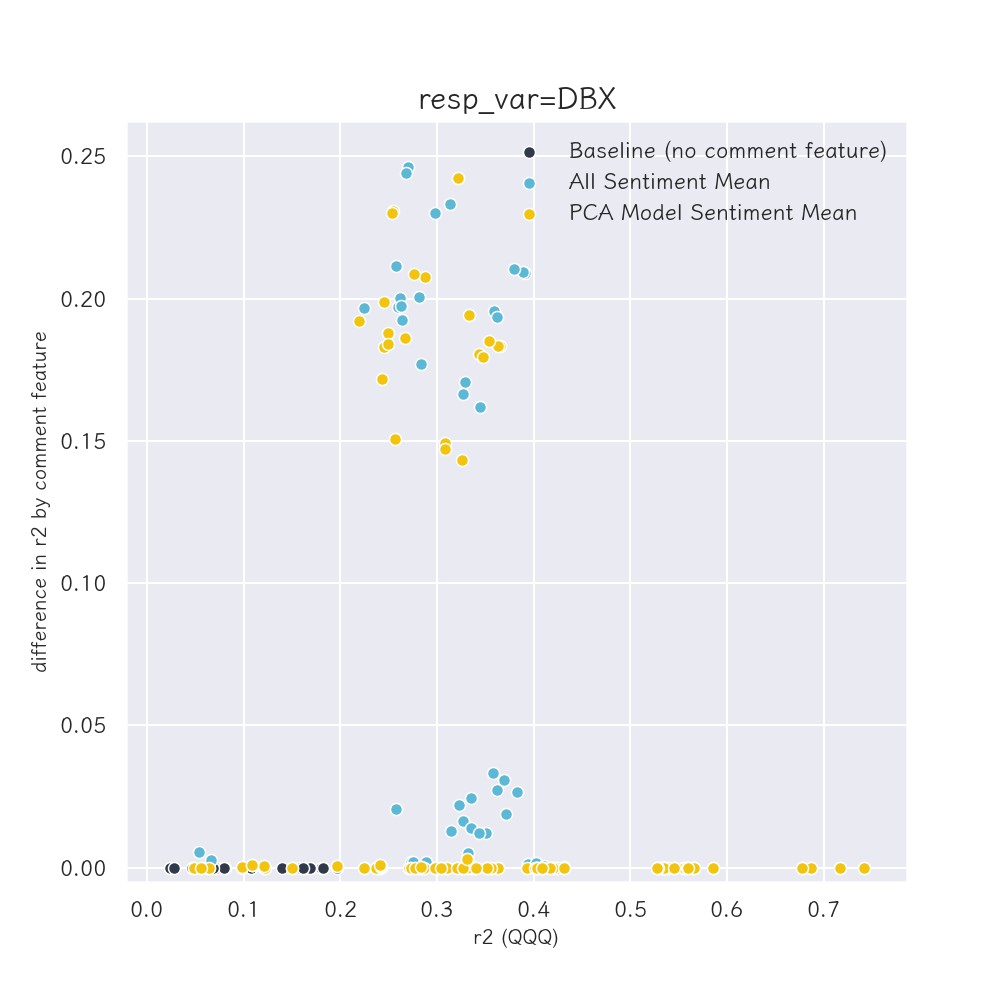 resp_var=DBX
Baseline (no comment feature)
All Sentiment Mean
PCA Model Sentiment Mean
difference in r2 by comment feature
0.25
0.20
0.15
0.10
0.05
0.00
0.0 0.1 0.2 0.3 0.4 0.5 0.6 0.7
r2 (QQQ)